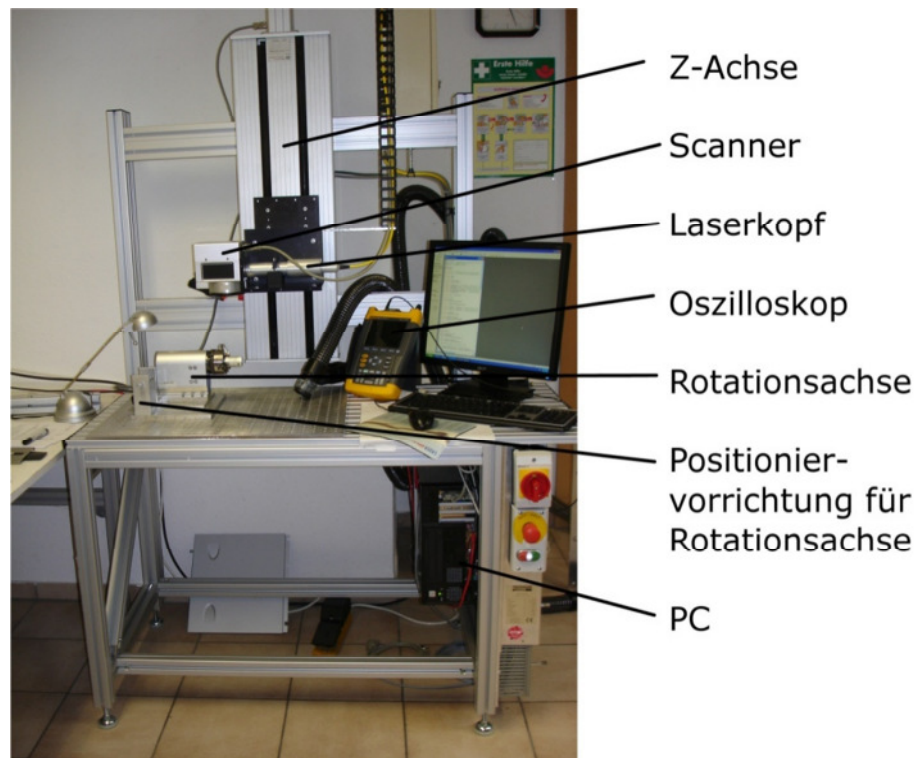 Erste Hilfe
Z-Achse
Scanner
Laserkopf
Oszilloskop
Rotationsachse
Positionier-
vorrichtung für
Rotationsachse
PC